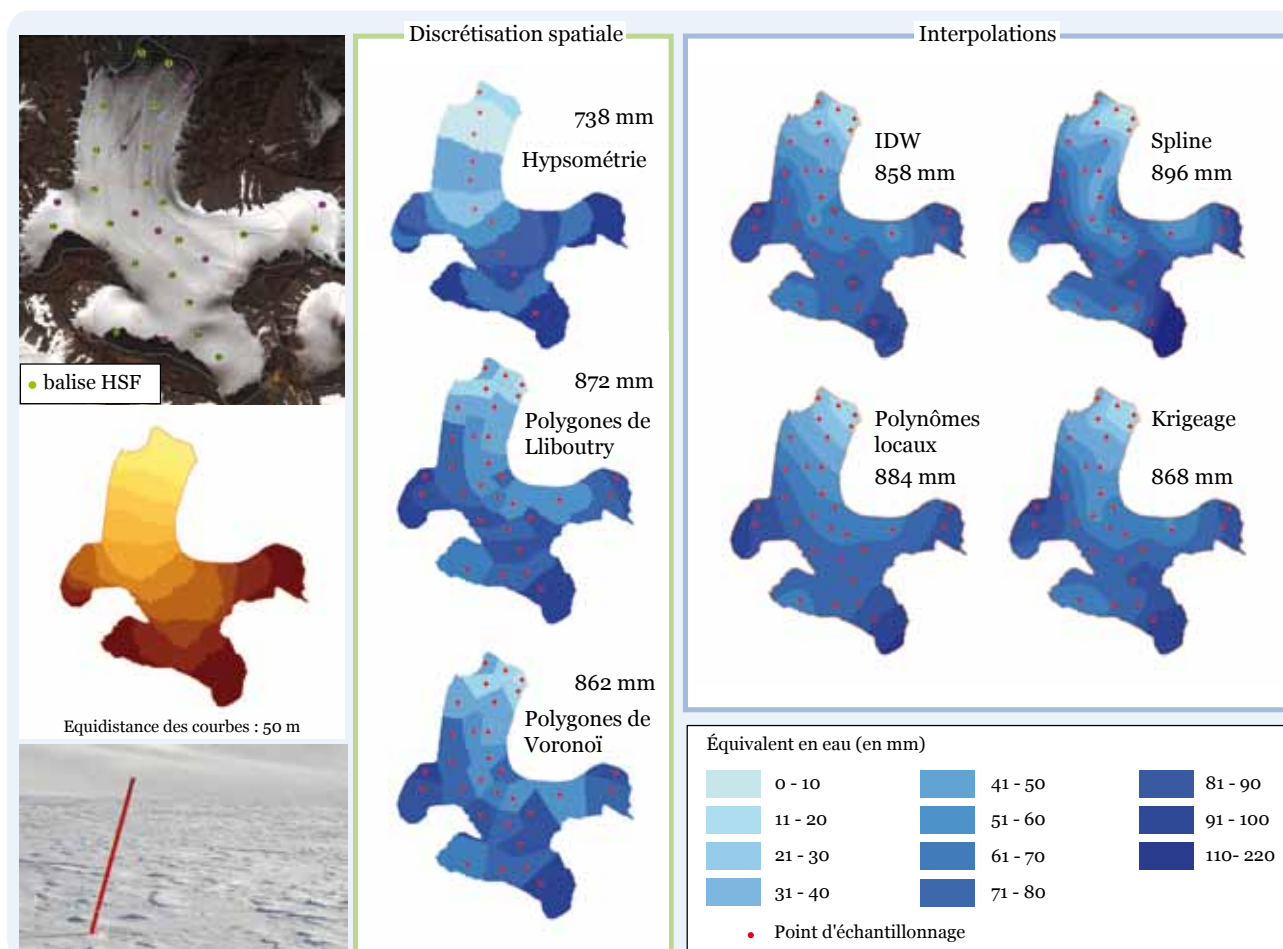 Discrétisation spatiale
Interpolations
738 mm
Hypsométrie
IDW
858 mm
Spline
896 mm
balise HSF
872 mm
Polygones de
Lliboutry
Polynômes
locaux
884 mm
Krigeage
868 mm
862 mm
Polygones de
Voronoï
Equidistance des courbes : 50 m
Équivalent en eau (en mm)
0 - 10
11 - 20
21 - 30
31 - 40
41 - 50
51 - 60
61 - 70
71 - 80
81 - 90
91 - 100
110- 220
Point d'échantillonnage